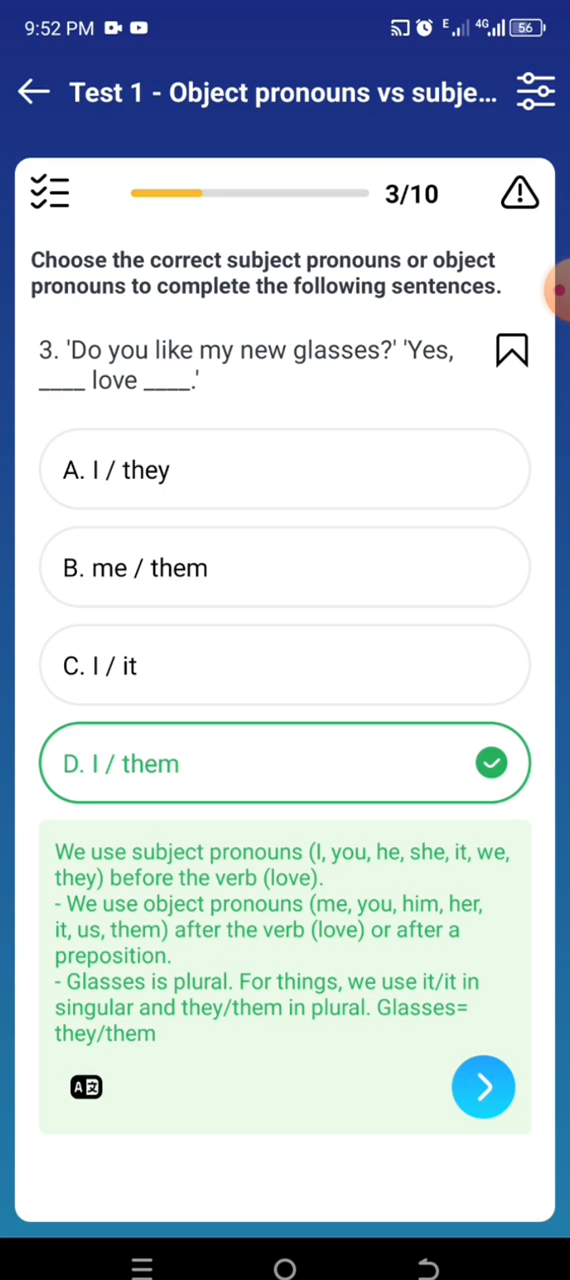 9:52 PM E 4G 56
Test 1 - Object pronouns vs subje...
3/10
Choose the correct subject pronouns or object
pronouns to complete the following sentences.
3. 'Do you like my new glasses?' 'Yes,
____ love ____.'
A. I / they
B. me / them
C. I / it
D. I / them
We use subject pronouns (I, you, he, she, it, we,
they) before the verb (love).
- We use object pronouns (me, you, him, her,
it, us, them) after the verb (love) or after a
preposition.
- Glasses is plural. For things, we use it/it in
singular and they/them in plural. Glasses=
they/them
A文